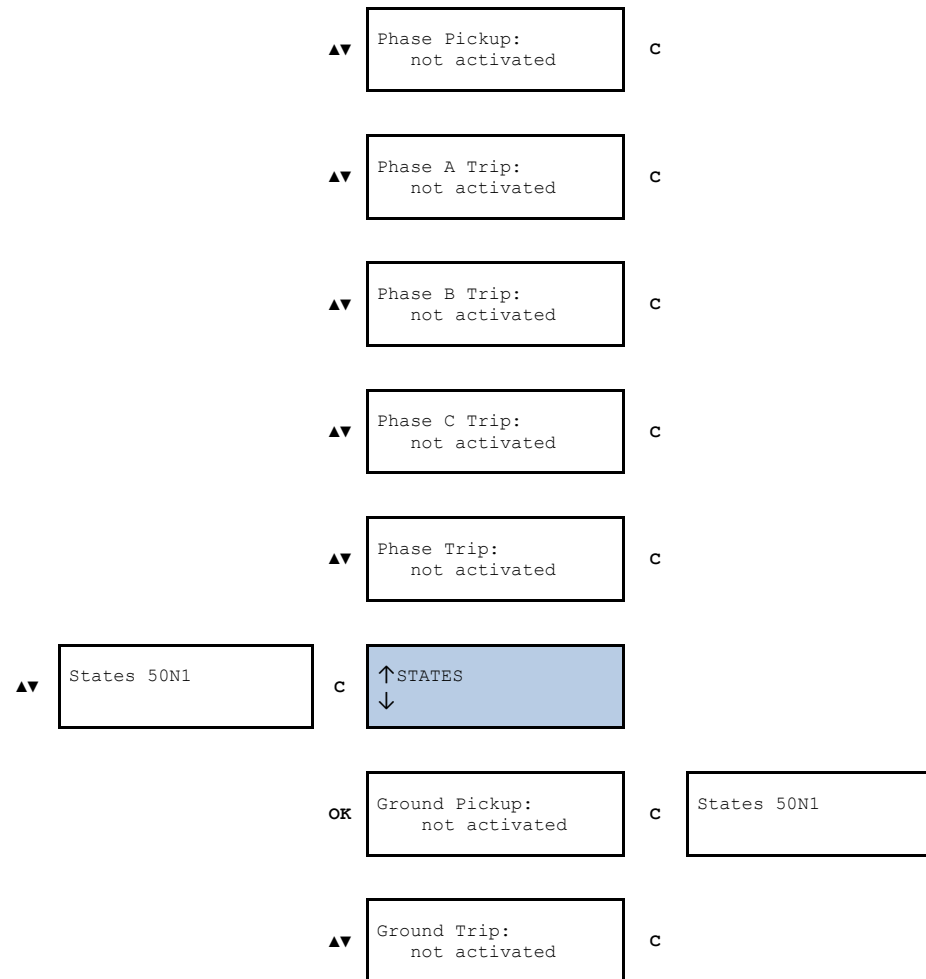 ▲▼ Phase Pickup: C
not activated
▲▼ Phase A Trip: C
not activated
▲▼ Phase B Trip: C
not activated
▲▼ Phase C Trip: C
not activated
▲▼ Phase Trip: C
not activated
▲▼ States 50N1 C ↑STATES
↓
OK Ground Pickup: C States 50N1
not activated
▲▼ Ground Trip: C
not activated